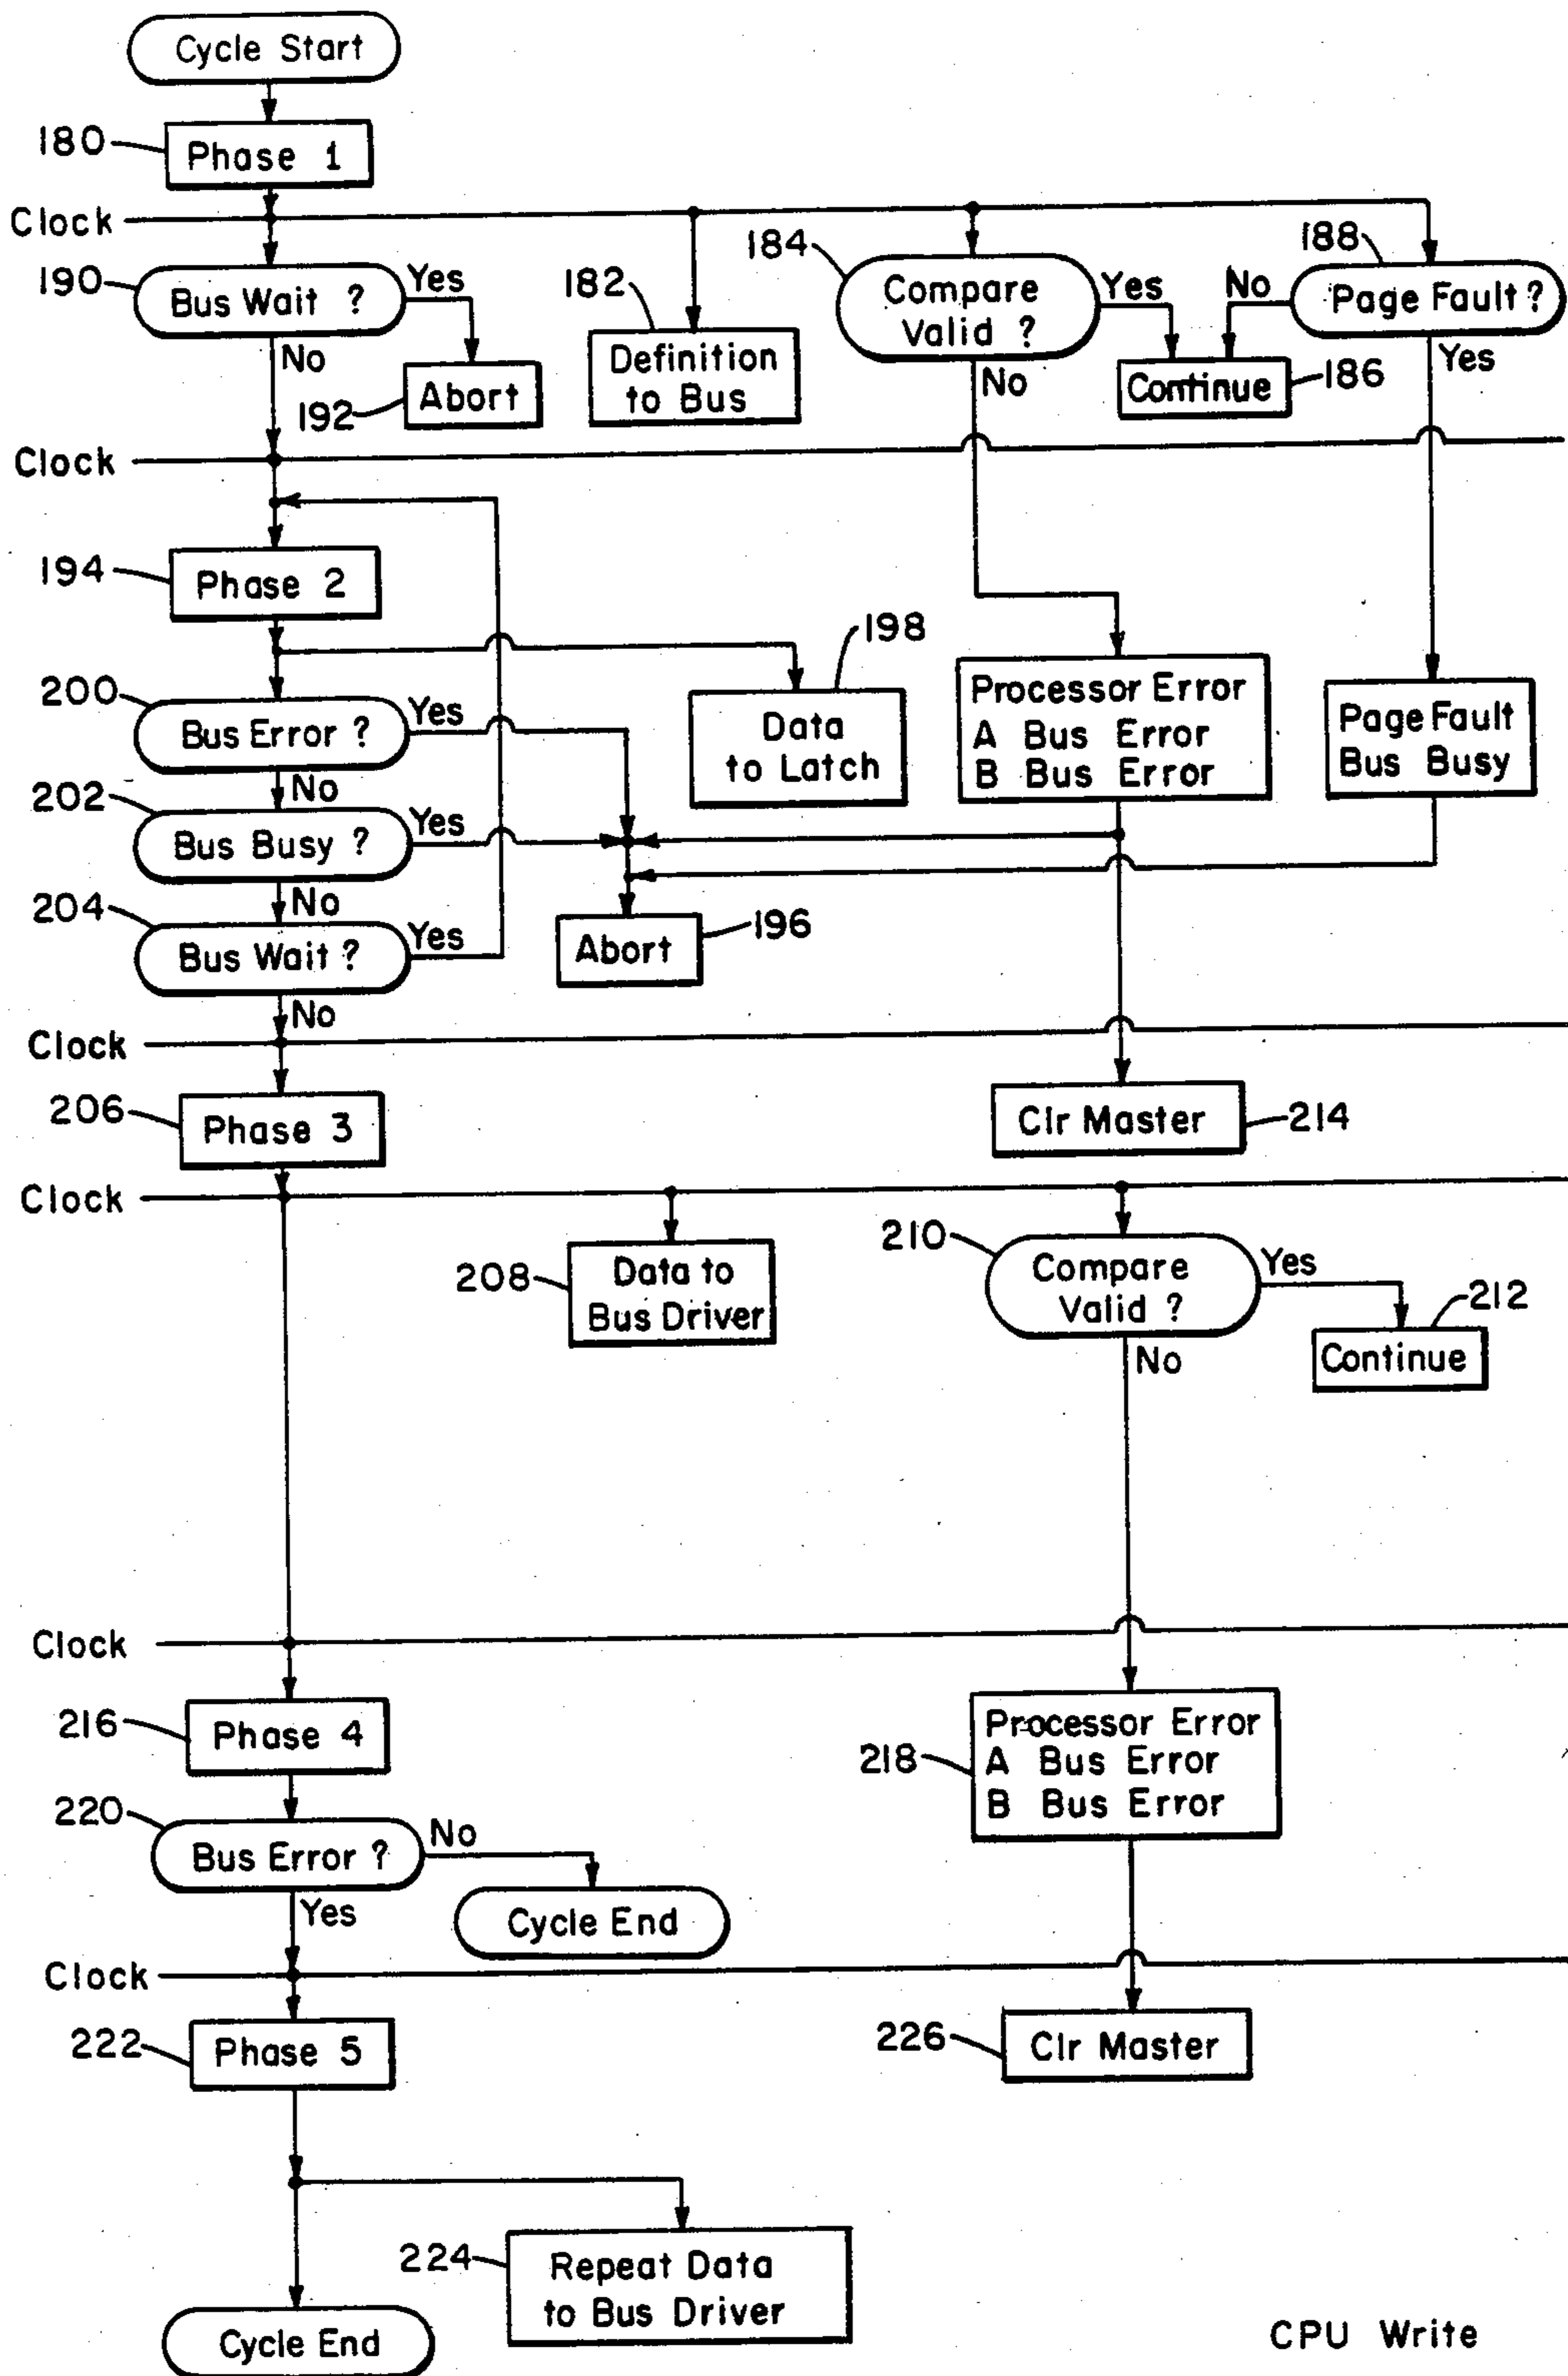 Cycle Start
180
Phase 1
Clock
190
Bus Wait ?
Yes
No
192
Abort
182
Definition
to Bus
184
Compare
Valid ?
Yes
No
188
Page Fault ?
No
Yes
Continue
186
Clock
194
Phase 2
198
Data
to Latch
200
Bus Error ?
Yes
No
202
Bus Busy ?
Yes
No
204
Bus Wait ?
Yes
No
Processor Error
A Bus Error
B Bus Error
Page Fault
Bus Busy
Abort
196
Clock
206
Phase 3
Clr Master
214
Clock
208
Data to
Bus Driver
210
Compare
Valid ?
Yes
No
212
Continue
Clock
216
Phase 4
218
Processor Error
A Bus Error
B Bus Error
220
Bus Error ?
No
Yes
Cycle End
Clock
222
Phase 5
226
Clr Master
224
Repeat Data
to Bus Driver
Cycle End
CPU Write